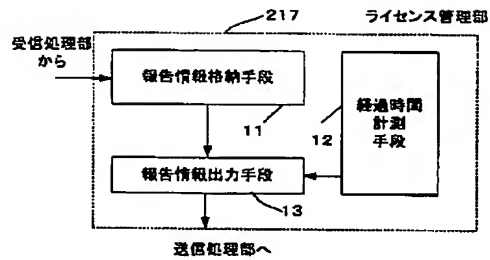 217
ライセンス管理部
受信処理部
から
報告情報格納手段
11
12
経過時間
計測
手段
報告情報出力手段
13
送信処理部へ